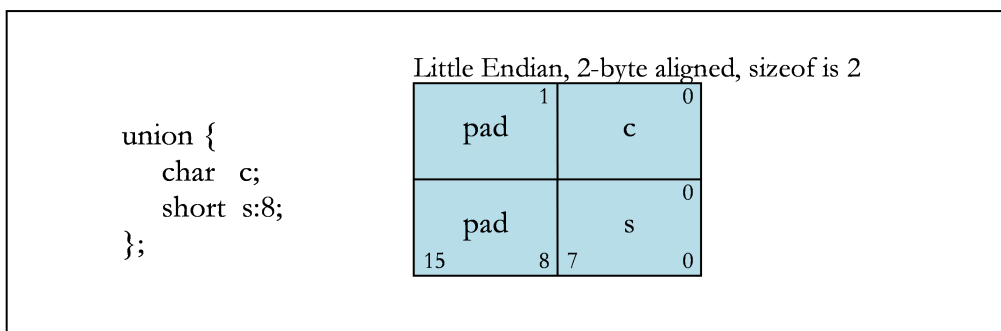 Little Endian, 2-byte aligned, sizeof is 2
union {
char c;
short s:8;
};
1 0
pad c
0
pad s
15 8 7 0